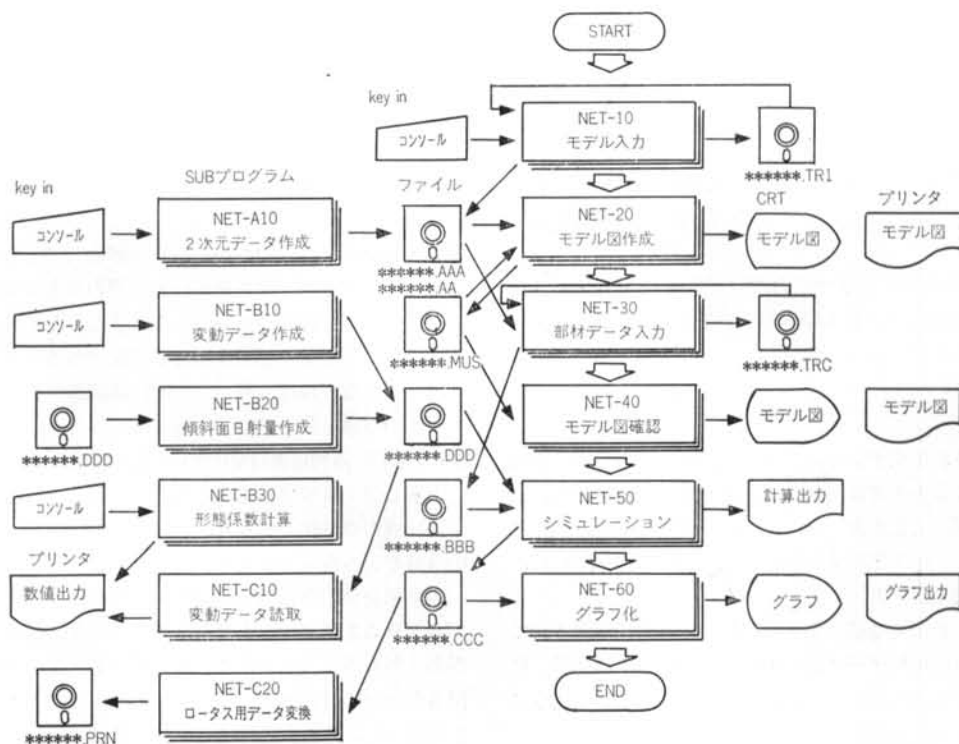 START
key in
コンソール
NET-10
モデル入力
******.TR1
key in
SUBプログラム
ファイル
CRT
プリンタ
コンソール
NET-A10
2次元データ作成
******.AAA
******.AA
NET-20
モデル図作成
モデル図
モデル図
コンソール
NET-B10
変動データ作成
******.MUS
NET-30
部材データ入力
******.TRC
******.DDD
NET-B20
傾斜面日射量作成
******.DDD
NET-40
モデル図確認
モデル図
モデル図
コンソール
NET-B30
形態係数計算
******.BBB
NET-50
シミュレーション
計算出力
プリンタ
数値出力
NET-C10
変動データ読取
******.CCC
NET-60
グラフ化
グラフ
グラフ出力
******.PRN
NET-C20
ロータス用データ変換
END